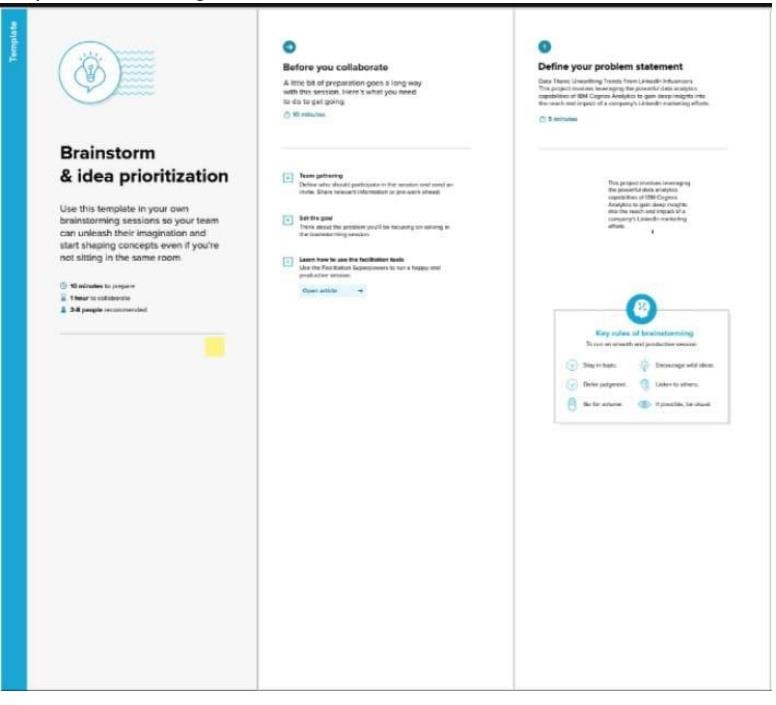 Template
Brainstorm
& idea prioritization
Use this template in your own
brainstorming sessions so your team
can unleash their imagination and
start shaping concepts even if you're
not sitting in the same room.
10 minutes to prepare
1 hour to collaborate
2-8 people recommended
Before you collaborate
A little bit of preparation goes a long way
with this session. Here's what you need
to do to get going.
10 minutes
Team gathering
Define who should participate in the session and send an
invite. Share relevant information or pre-work ahead.
Set the goal
Think about the problem you'll be focusing on solving in
the brainstorming session.
Learn how to use the facilitation tools
Use the Facilitation Superpowers to run a happy and
productive session.
Open article
Define your problem statement
Data Titans: Unearthing Trends From LinkedIn Influencers
This project involves leveraging the powerful data analytics
capabilities of IBM Cognos Analytics to gain deep insights into
the reach and impact of a company's LinkedIn marketing efforts.
5 minutes
This project involves leveraging
the powerful data analytics
capabilities of IBM Cognos
Analytics to gain deep insights
into the reach and impact of a
company's LinkedIn marketing
efforts.
Key rules of brainstorming
To run an smooth and productive session
Stay in topic.
Encourage wild ideas.
Defer judgment.
Listen to others.
Go for volume.
If possible, be visual.